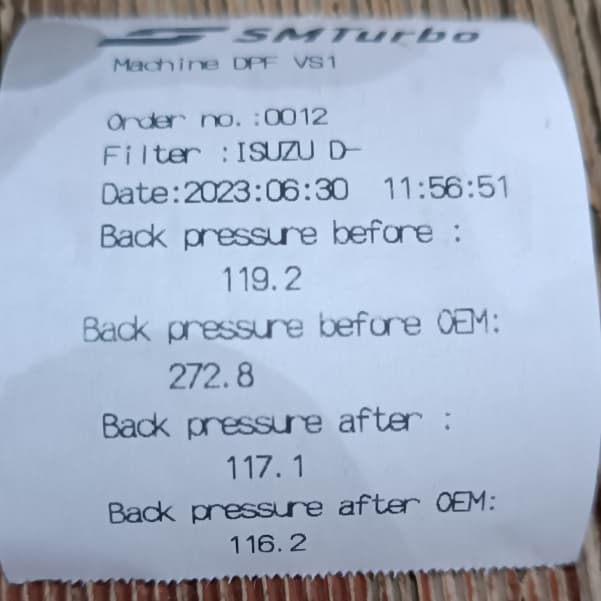 SMTurbo
Machine DPF VS1
Order no. :0012
Filter :ISUZU D-
Date:2023:06:30 11:56:51
Back pressure before :
119.2
Back pressure before OEM:
272.8
Back pressure after :
117.1
Back pressure after OEM:
116.2